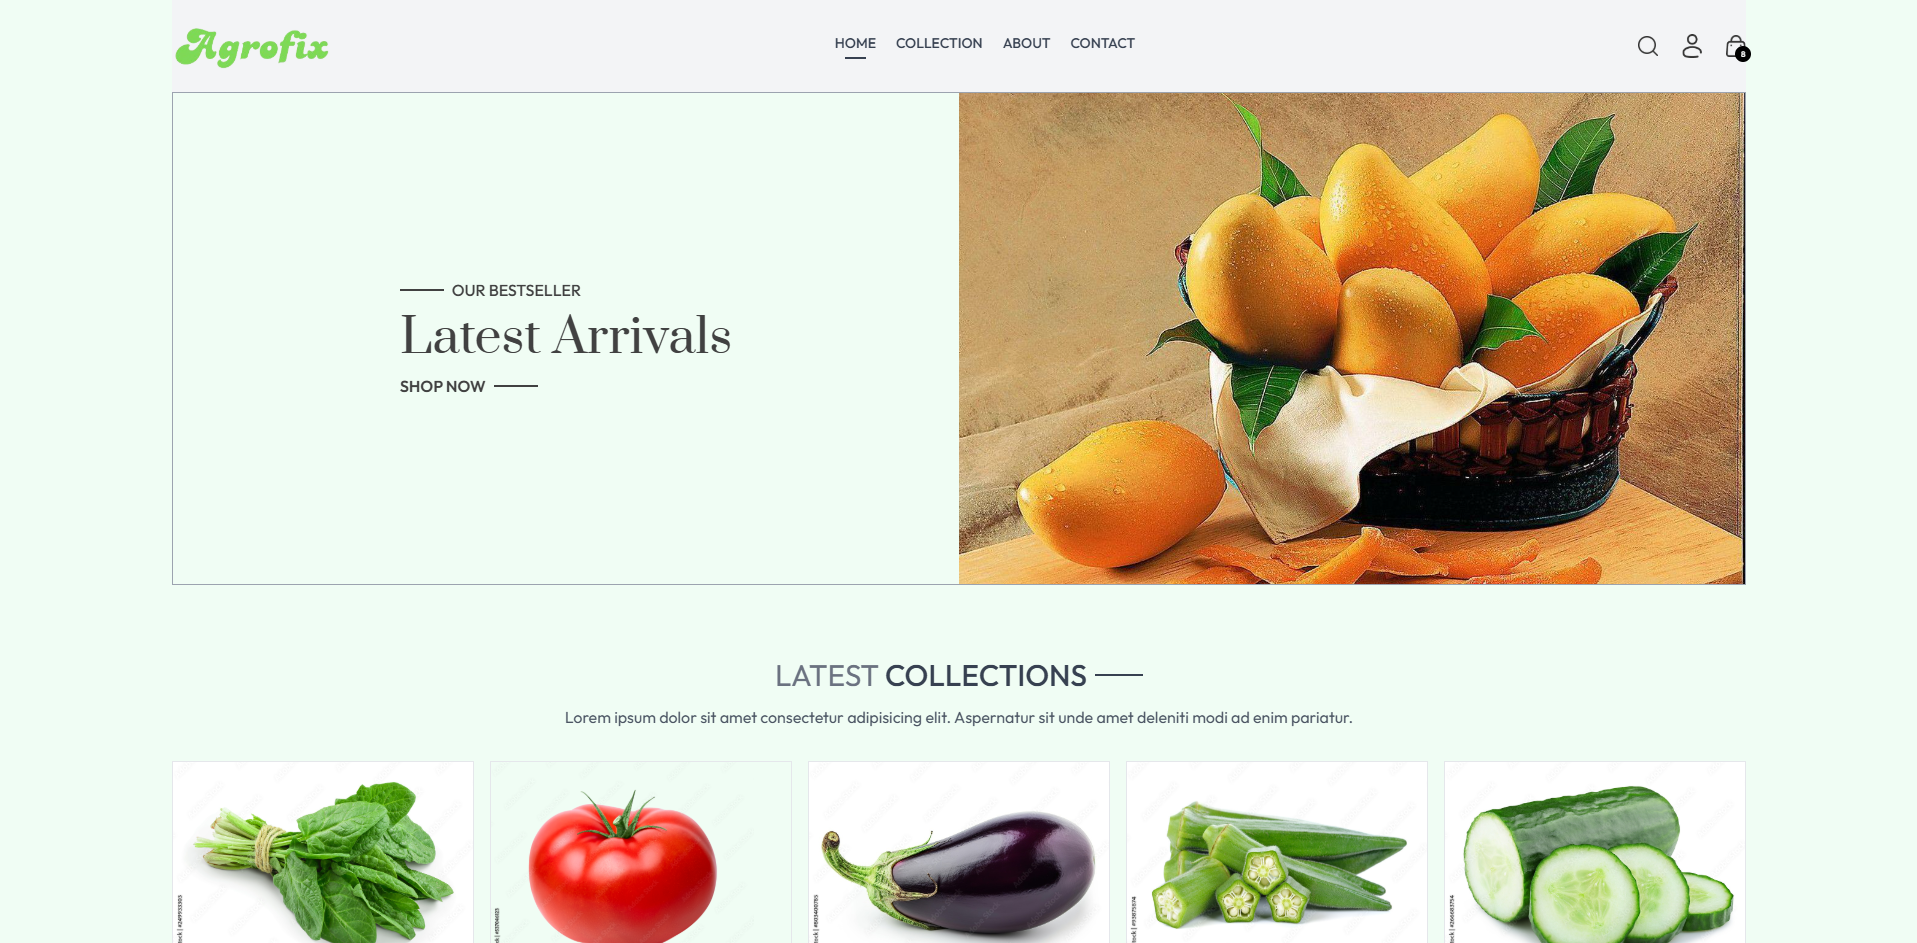 Agrofix
HOME COLLECTION ABOUT CONTACT
8
OUR BESTSELLER
Latest Arrivals
SHOP NOW
LATEST COLLECTIONS
Lorem ipsum dolor sit amet consectetur adipisicing elit. Aspernatur sit unde amet deleniti modi ad enim pariatur.